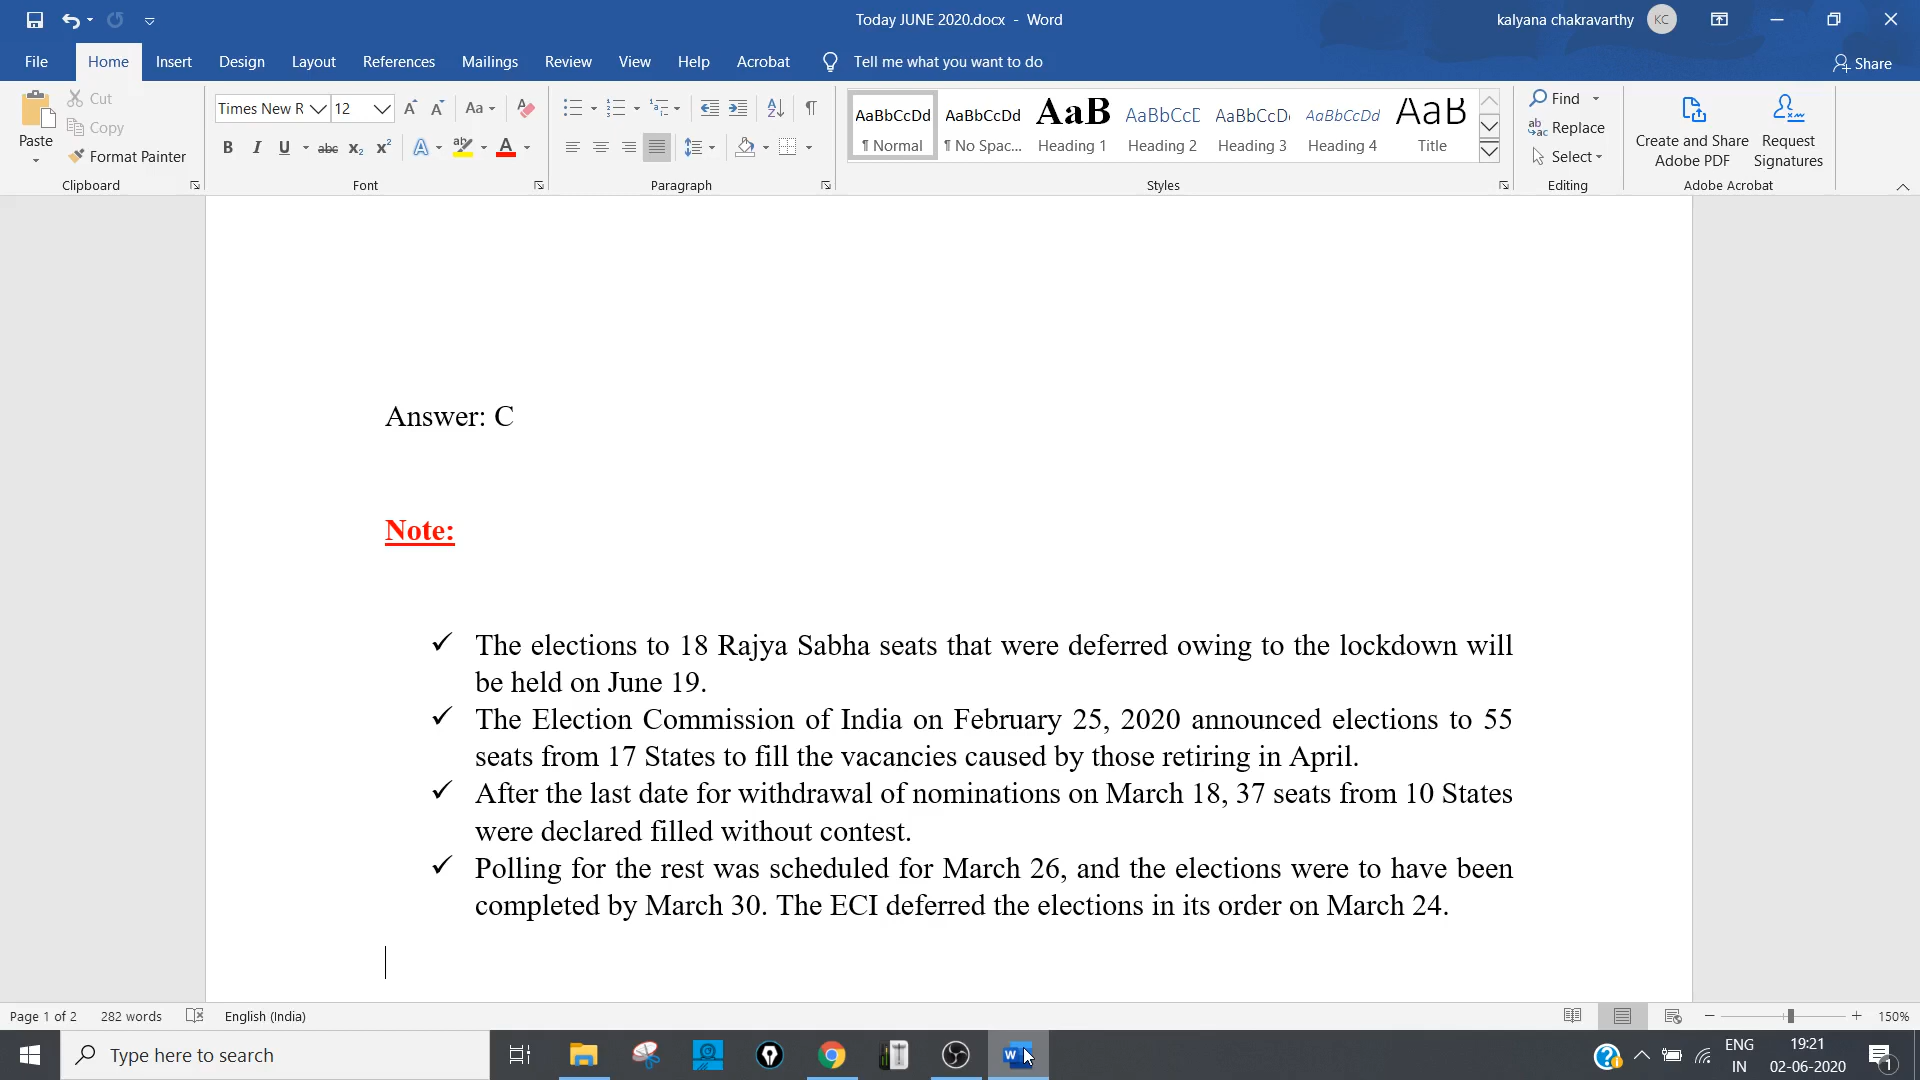 Today JUNE 2020.docx - Word
kalyana chakravarthy KC
File Home Insert Design Layout References Mailings Review View Help Acrobat Tell me what you want to do Share
Paste
Cut
Copy
Format Painter
Clipboard
Times New R 12 Aa
B I U abc x₂ x² A ab A
Font
Paragraph
AaBbCcDd AaBbCcDd AaB AaBbCcD AaBbCcD AaBbCcDd AaB
¶ Normal ¶ No Spac... Heading 1 Heading 2 Heading 3 Heading 4 Title
Styles
Find
Replace
Select
Editing
Create and Share Adobe PDF
Request Signatures
Adobe Acrobat
Answer: C
Note:
✓ The elections to 18 Rajya Sabha seats that were deferred owing to the lockdown will
be held on June 19.
✓ The Election Commission of India on February 25, 2020 announced elections to 55
seats from 17 States to fill the vacancies caused by those retiring in April.
✓ After the last date for withdrawal of nominations on March 18, 37 seats from 10 States
were declared filled without contest.
✓ Polling for the rest was scheduled for March 26, and the elections were to have been
completed by March 30. The ECI deferred the elections in its order on March 24.
Page 1 of 2 282 words English (India) 150%
Type here to search
ENG
IN
19:21
02-06-2020
1